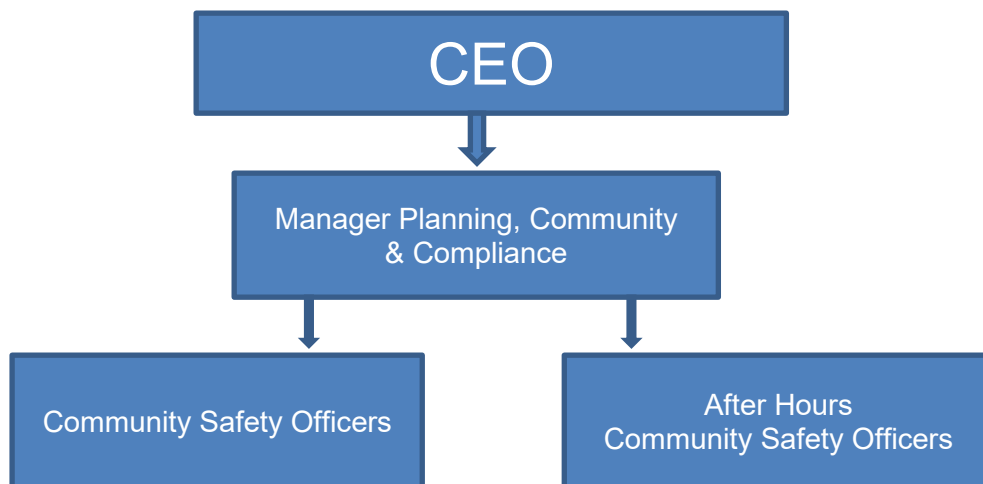 CEO
Manager Planning, Community
& Compliance
Community Safety Officers
After Hours
Community Safety Officers